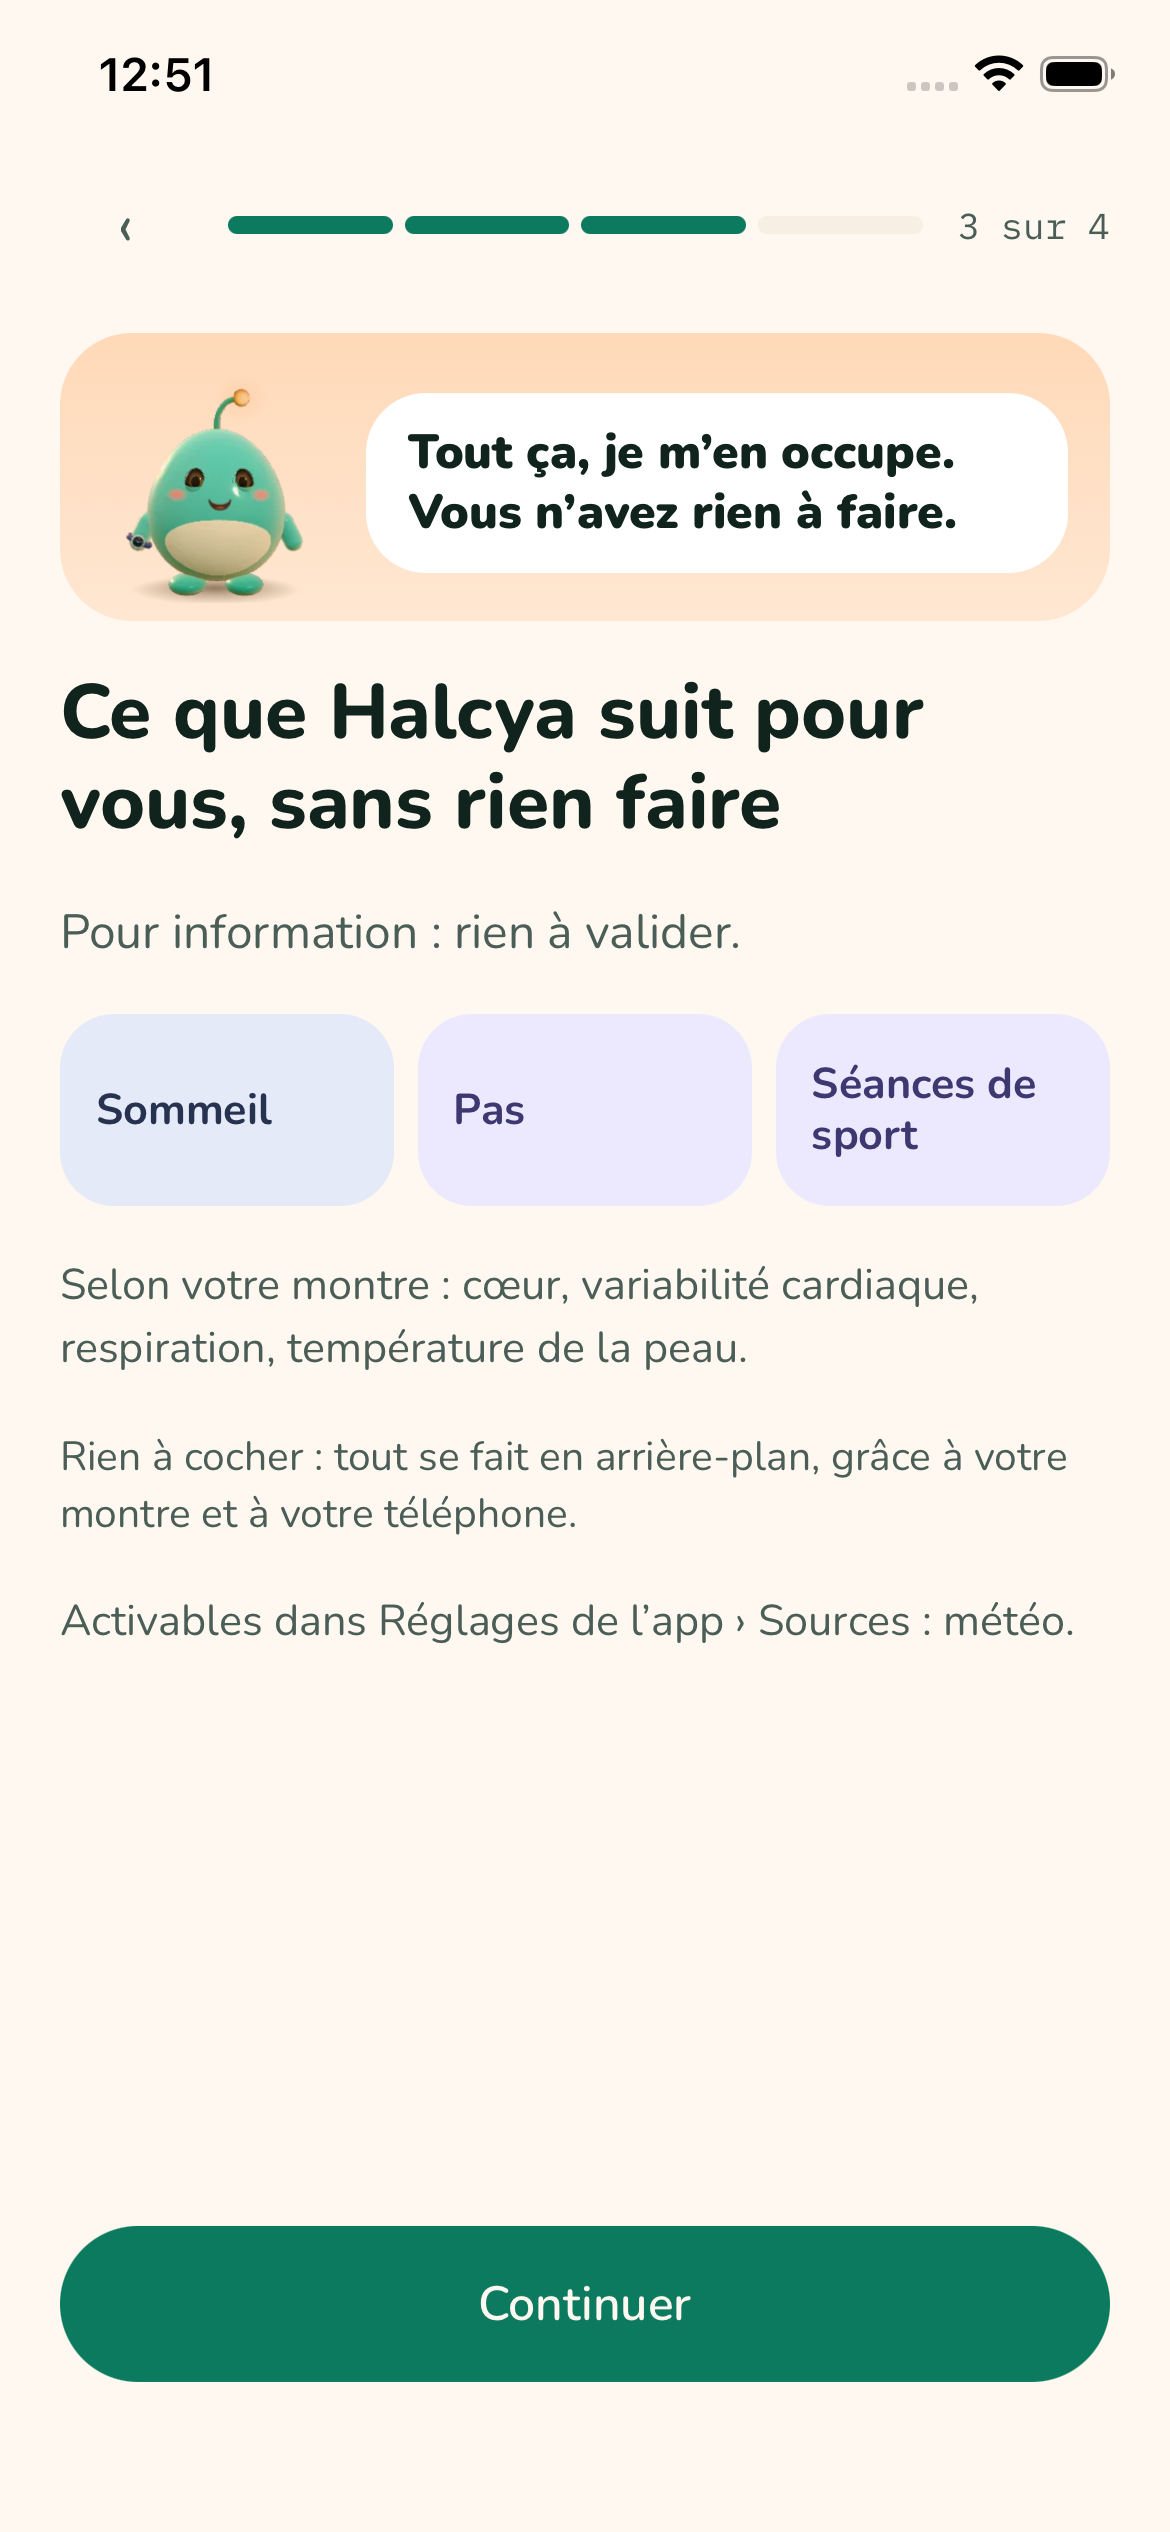 12:51
‹
3 sur 4
Tout ça, je m’en occupe.
Vous n’avez rien à faire.
Ce que Halcya suit pour
vous, sans rien faire
Pour information : rien à valider.
Sommeil
Pas
Séances de
sport
Selon votre montre : cœur, variabilité cardiaque,
respiration, température de la peau.
Rien à cocher : tout se fait en arrière-plan, grâce à votre
montre et à votre téléphone.
Activables dans Réglages de l’app › Sources : météo.
Continuer